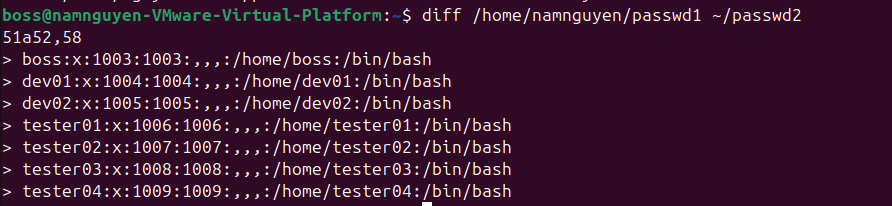 boss@namnguyen-VMware-Virtual-Platform:~$ diff /home/namnguyen/passwd1 ~/passwd2
51a52,58
> boss:x:1003:1003:,,,:/home/boss:/bin/bash
> dev01:x:1004:1004:,,,:/home/dev01:/bin/bash
> dev02:x:1005:1005:,,,:/home/dev02:/bin/bash
> tester01:x:1006:1006:,,,:/home/tester01:/bin/bash
> tester02:x:1007:1007:,,,:/home/tester02:/bin/bash
> tester03:x:1008:1008:,,,:/home/tester03:/bin/bash
> tester04:x:1009:1009:,,,:/home/tester04:/bin/bash